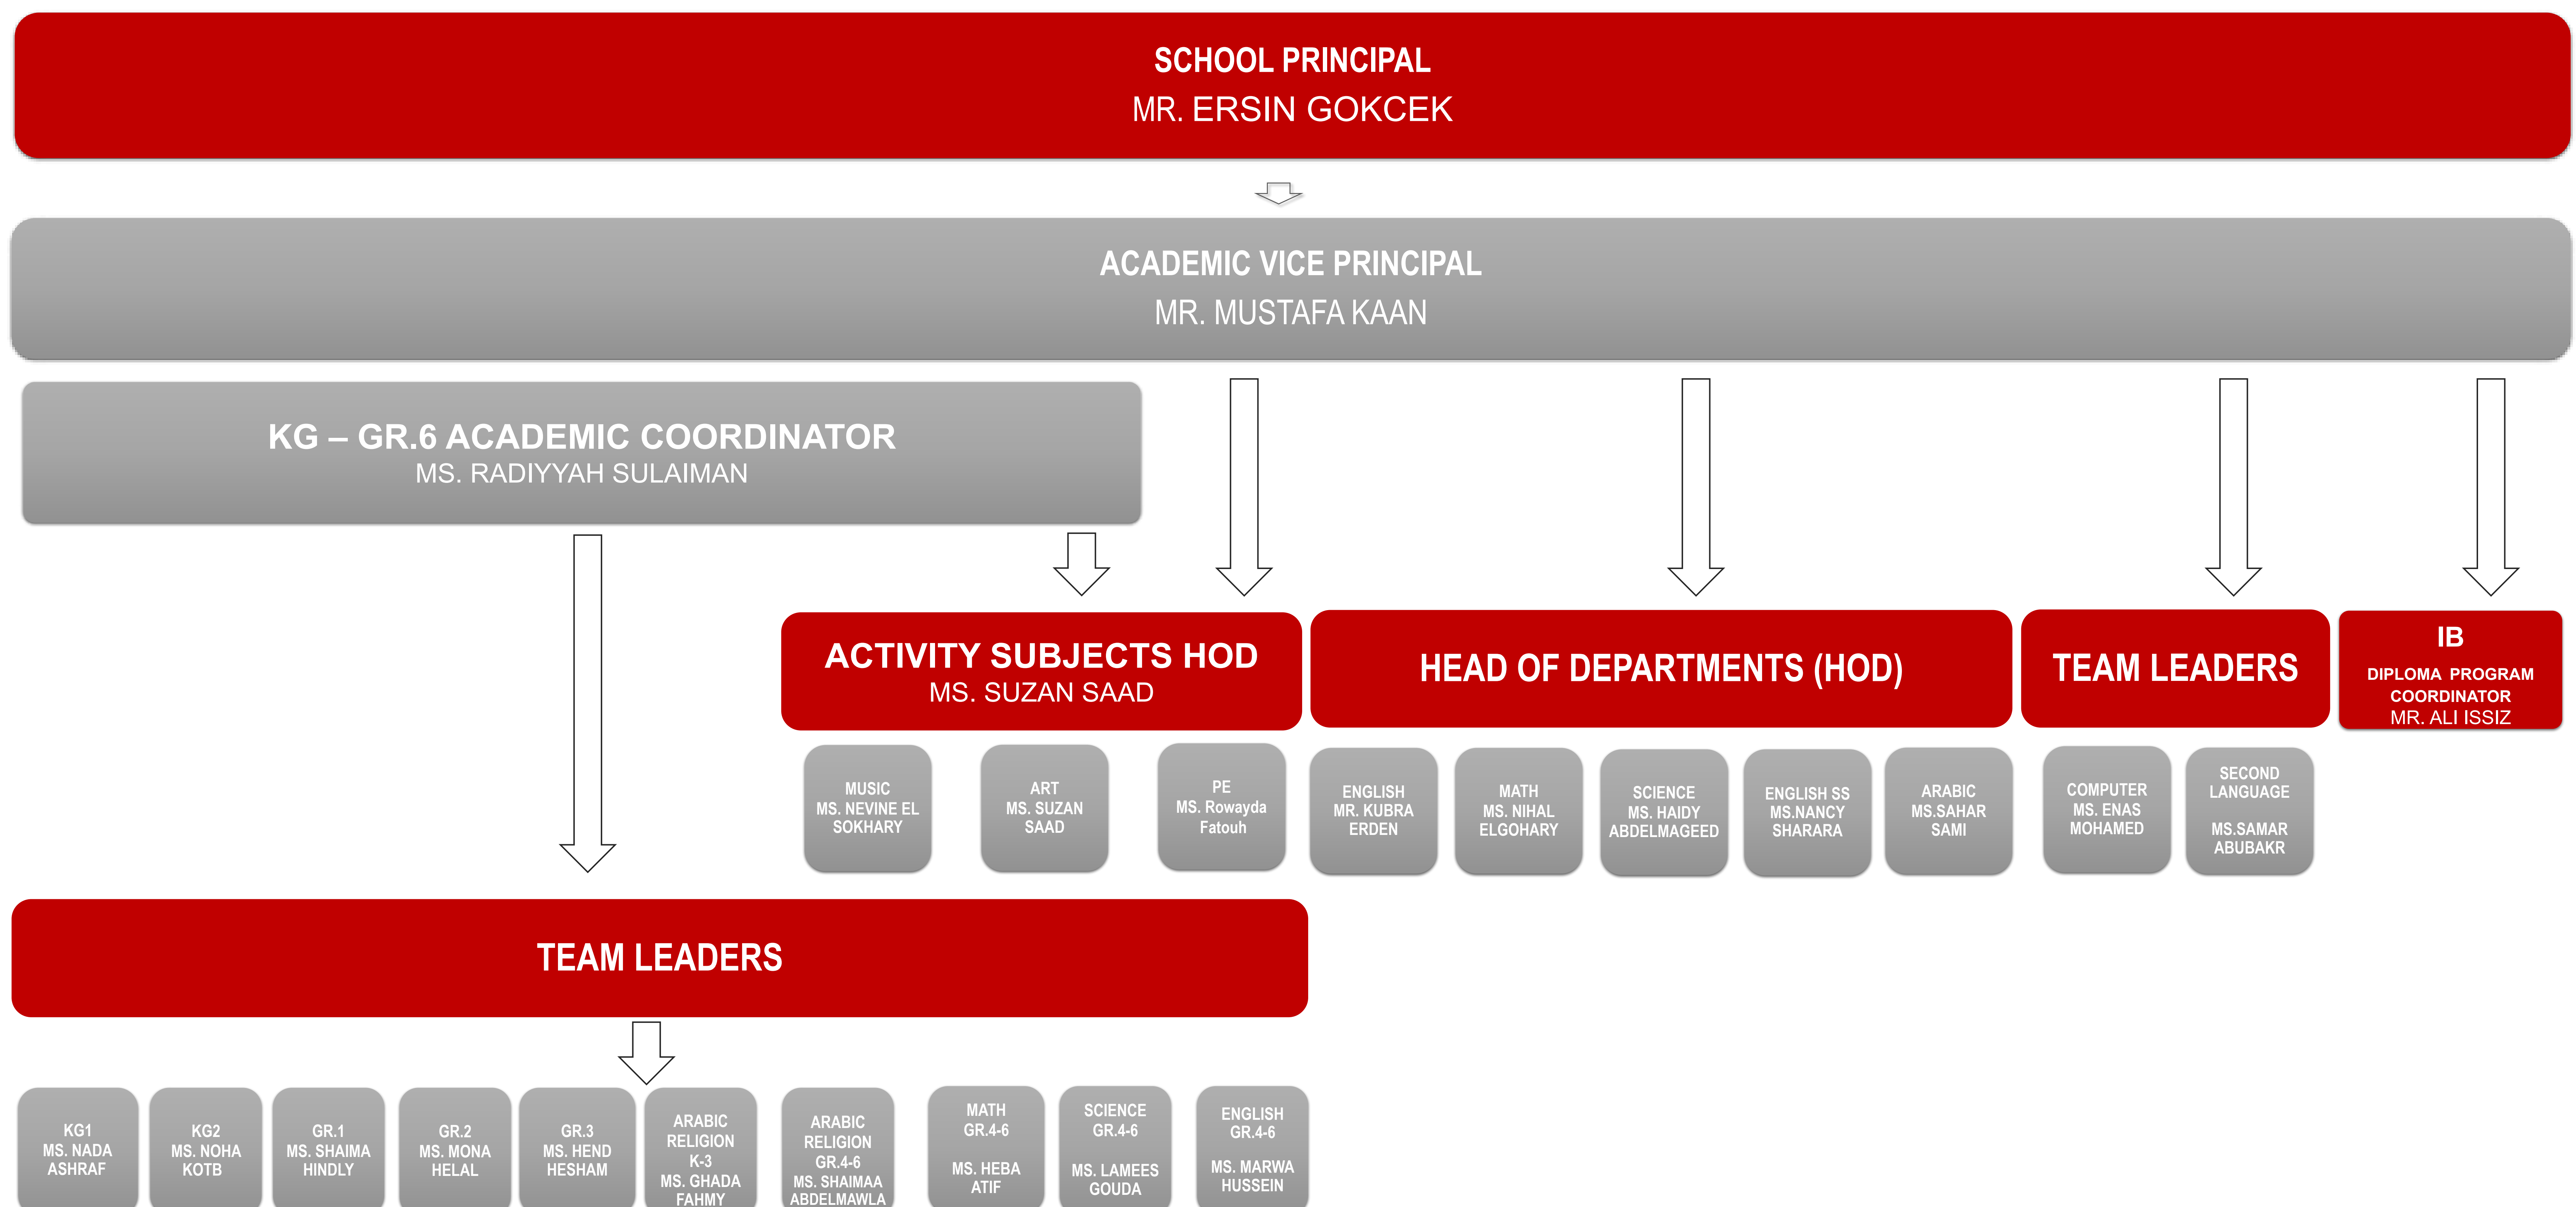 SCHOOL PRINCIPAL
MR. ERSIN GOKCEK
ACADEMIC VICE PRINCIPAL
MR. MUSTAFA KAAN
KG – GR.6 ACADEMIC COORDINATOR
MS. RADIYYAH SULAIMAN
ACTIVITY SUBJECTS HOD
MS. SUZAN SAAD
HEAD OF DEPARTMENTS (HOD)
TEAM LEADERS
IB
DIPLOMA PROGRAM
COORDINATOR
MR. ALI ISSIZ
MUSIC
MS. NEVINE EL
SOKHARY
ART
MS. SUZAN
SAAD
PE
MS. Rowayda
Fatouh
ENGLISH
MR. KUBRA
ERDEN
MATH
MS. NIHAL
ELGOHARY
SCIENCE
MS. HAIDY
ABDELMAGEED
ENGLISH SS
MS.NANCY
SHARARA
ARABIC
MS.SAHAR
SAMI
COMPUTER
MS. ENAS
MOHAMED
SECOND
LANGUAGE
MS.SAMAR
ABUBAKR
TEAM LEADERS
KG1
MS. NADA
ASHRAF
KG2
MS. NOHA
KOTB
GR.1
MS. SHAIMA
HINDLY
GR.2
MS. MONA
HELAL
GR.3
MS. HEND
HESHAM
ARABIC
RELIGION
K-3
MS. GHADA
FAHMY
ARABIC
RELIGION
GR.4-6
MS. SHAIMAA
ABDELMAWLA
MATH
GR.4-6
MS. HEBA
ATIF
SCIENCE
GR.4-6
MS. LAMEES
GOUDA
ENGLISH
GR.4-6
MS. MARWA
HUSSEIN